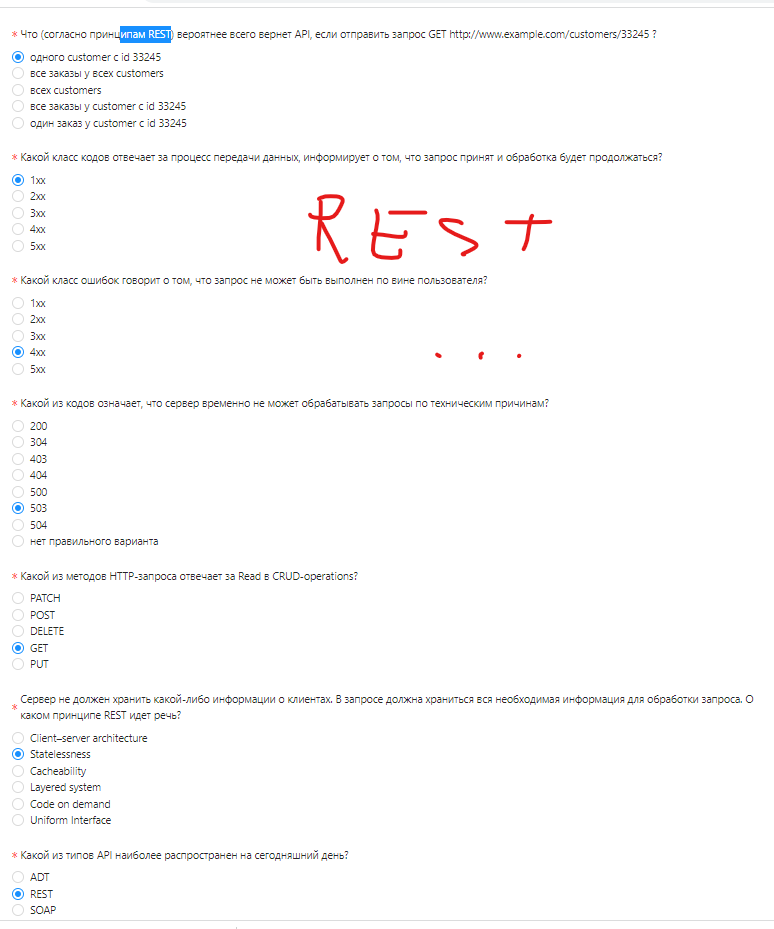 * Что (согласно принципам REST) вероятнее всего вернет API, если отправить запрос GET http://www.example.com/customers/33245 ?
одного customer с id 33245
все заказы у всех customers
всех customers
все заказы у customer с id 33245
один заказ у customer с id 33245
* Какой класс кодов отвечает за процесс передачи данных, информирует о том, что запрос принят и обработка будет продолжаться?
1xx
2xx
3xx
4xx
5xx
REST
* Какой класс ошибок говорит о том, что запрос не может быть выполнен по вине пользователя?
1xx
2xx
3xx
4xx
5xx
...
* Какой из кодов означает, что сервер временно не может обрабатывать запросы по техническим причинам?
200
304
403
404
500
503
504
нет правильного варианта
* Какой из методов HTTP-запроса отвечает за Read в CRUD-operations?
PATCH
POST
DELETE
GET
PUT
* Сервер не должен хранить какой-либо информации о клиентах. В запросе должна храниться вся необходимая информация для обработки запроса. О
каком принципе REST идет речь?
Client–server architecture
Statelessness
Cacheability
Layered system
Code on demand
Uniform Interface
* Какой из типов API наиболее распространен на сегодняшний день?
ADT
REST
SOAP